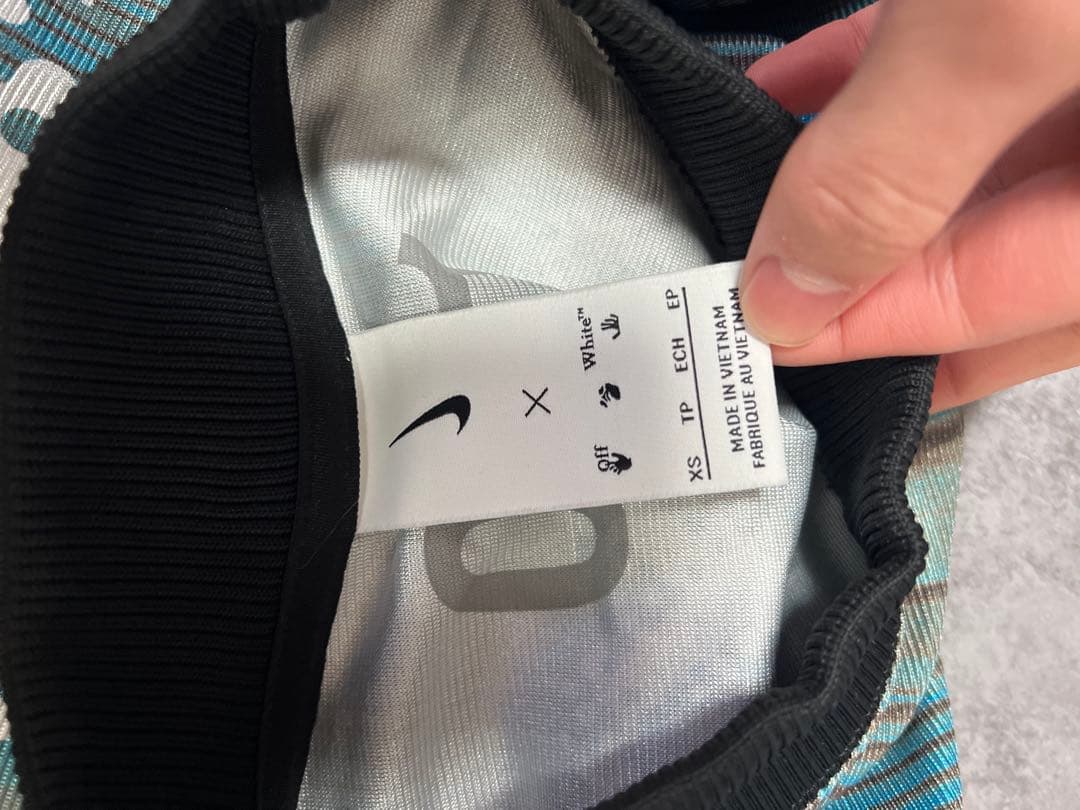 ×
Off White™
XS TP ECH EP
MADE IN VIETNAM
FABRIQUE AU VIETNAM